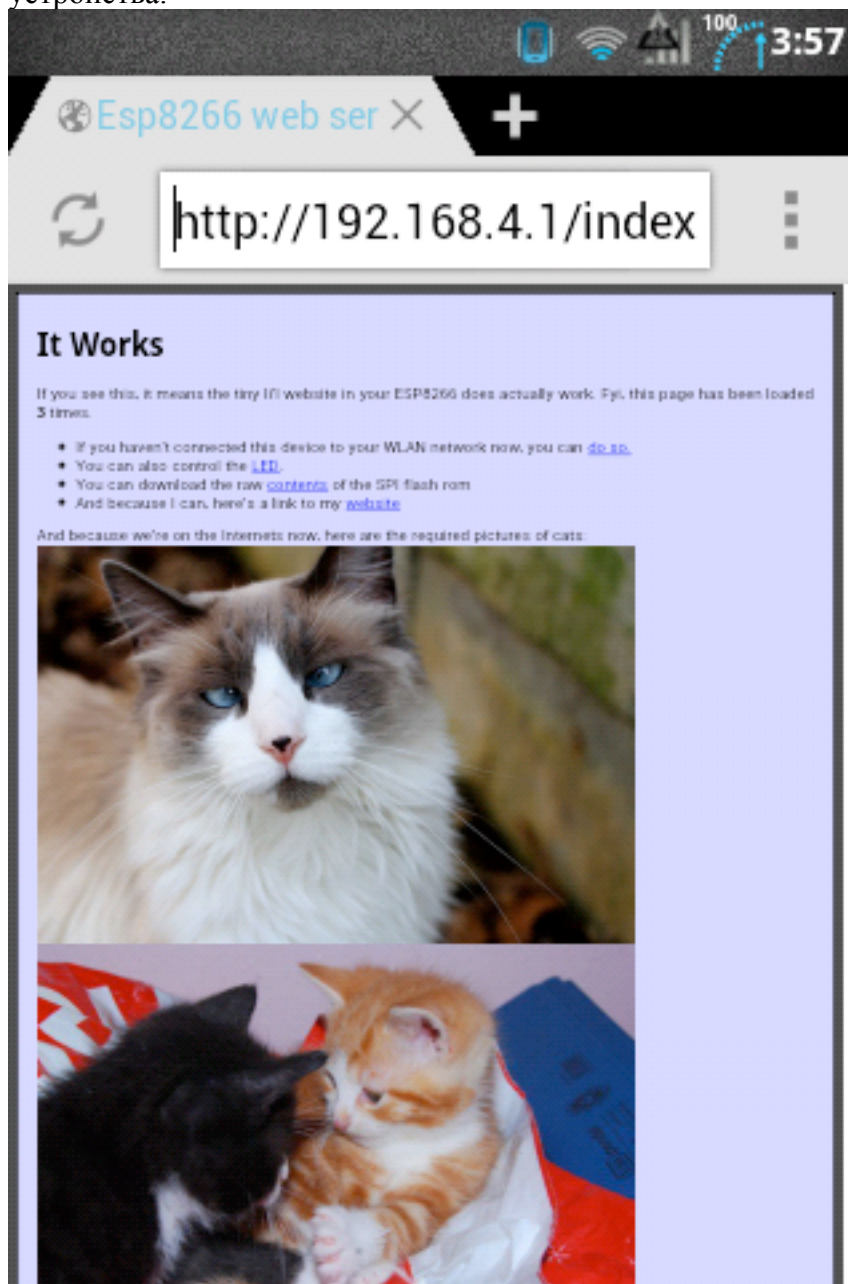 устройства.
100 3:57
Esp8266 web ser
http://192.168.4.1/index
It Works
If you see this, it means the tiny li'l website in your ESP8266 does actually work. Fyi, this page has been loaded
3 times.
If you haven't connected this device to your WLAN network now, you can do so.
You can also control the LED.
You can download the raw contents of the SPI flash rom
And because I can, here's a link to my website
And because we're on the Internets now, here are the required pictures of cats: